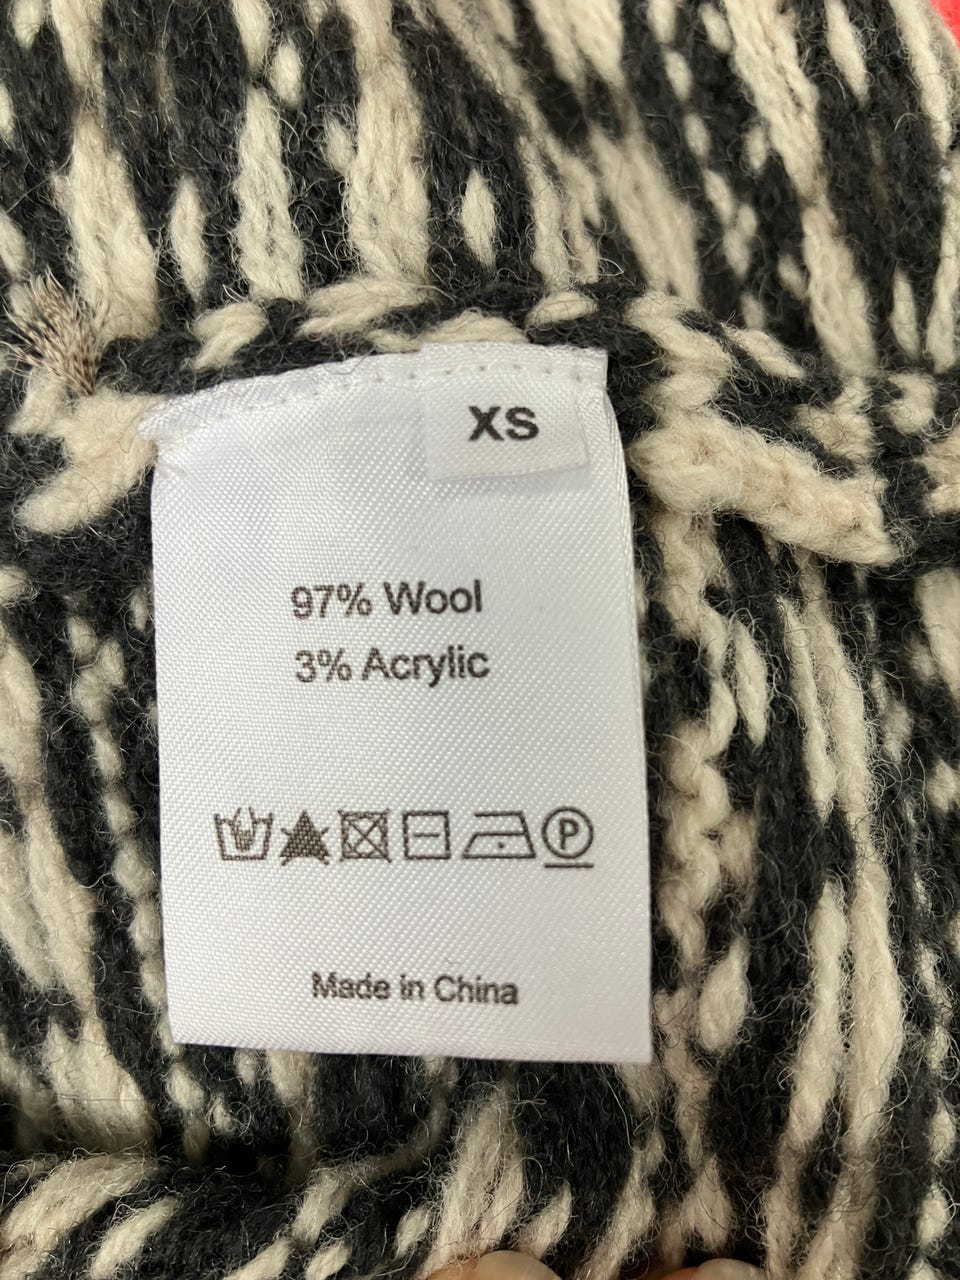 XS
97% Wool
3% Acrylic
P
Made in China